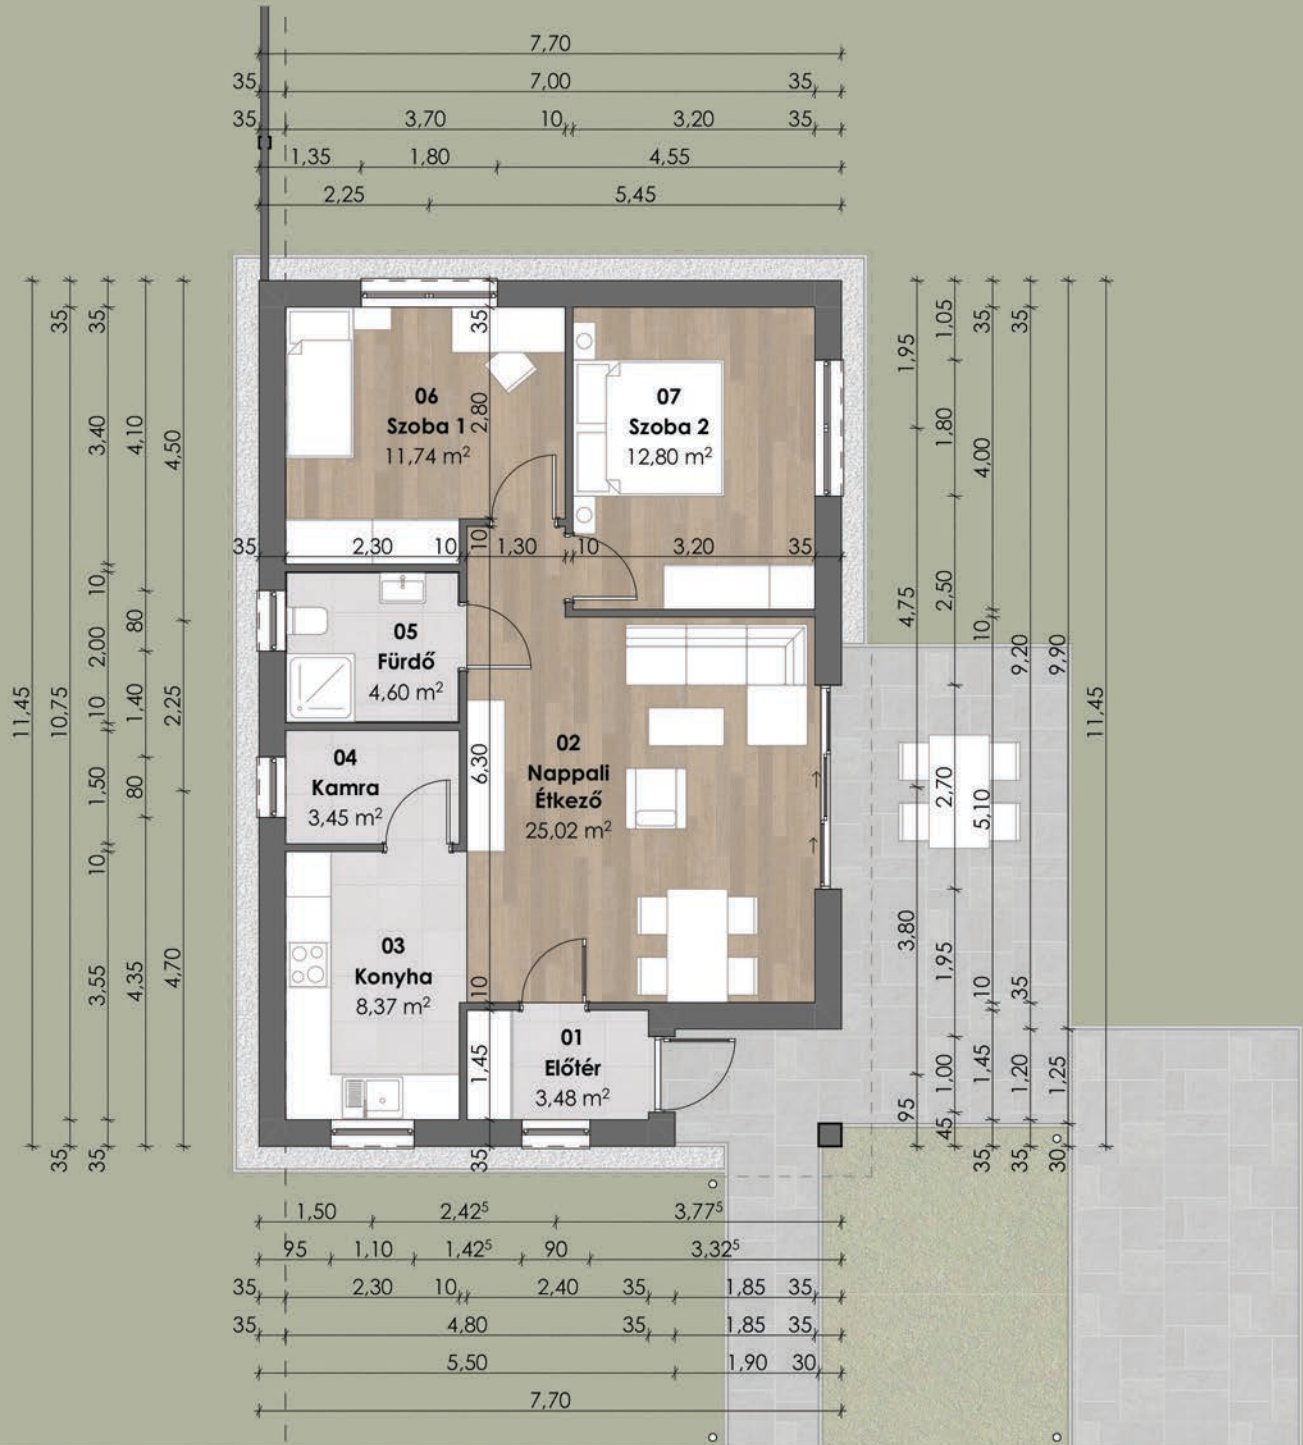 7,70
35 7,00 35
35 3,70 10 3,20 35
1,35 1,80 4,55
2,25 5,45
11,45
35 10,75 35
35 3,40 10 2,00 10 1,50 10 3,55 35
4,10 80 1,40 80 4,35
4,50 2,25 4,70
35 2,80 10 6,30 10 1,45 35
06
Szoba 1
11,74 m²
07
Szoba 2
12,80 m²
35 2,30 10 1,30 10 3,20 35
05
Fürdő
4,60 m²
04
Kamra
3,45 m²
02
Nappali
Étkező
25,02 m²
03
Konyha
8,37 m²
01
Előtér
3,48 m²
1,95 4,75 3,80 95
1,05 1,80 2,50 2,70 1,95 1,00 45
35 4,00 10 5,10 10 1,45 35
35 9,20 35 1,20 35
9,90 1,25 30
11,45
1,50 2,42⁵ 3,77⁵
95 1,10 1,42⁵ 90 3,32⁵
35 2,30 10 2,40 35 1,85 35
35 4,80 35 1,85 35
5,50 1,90 30
7,70